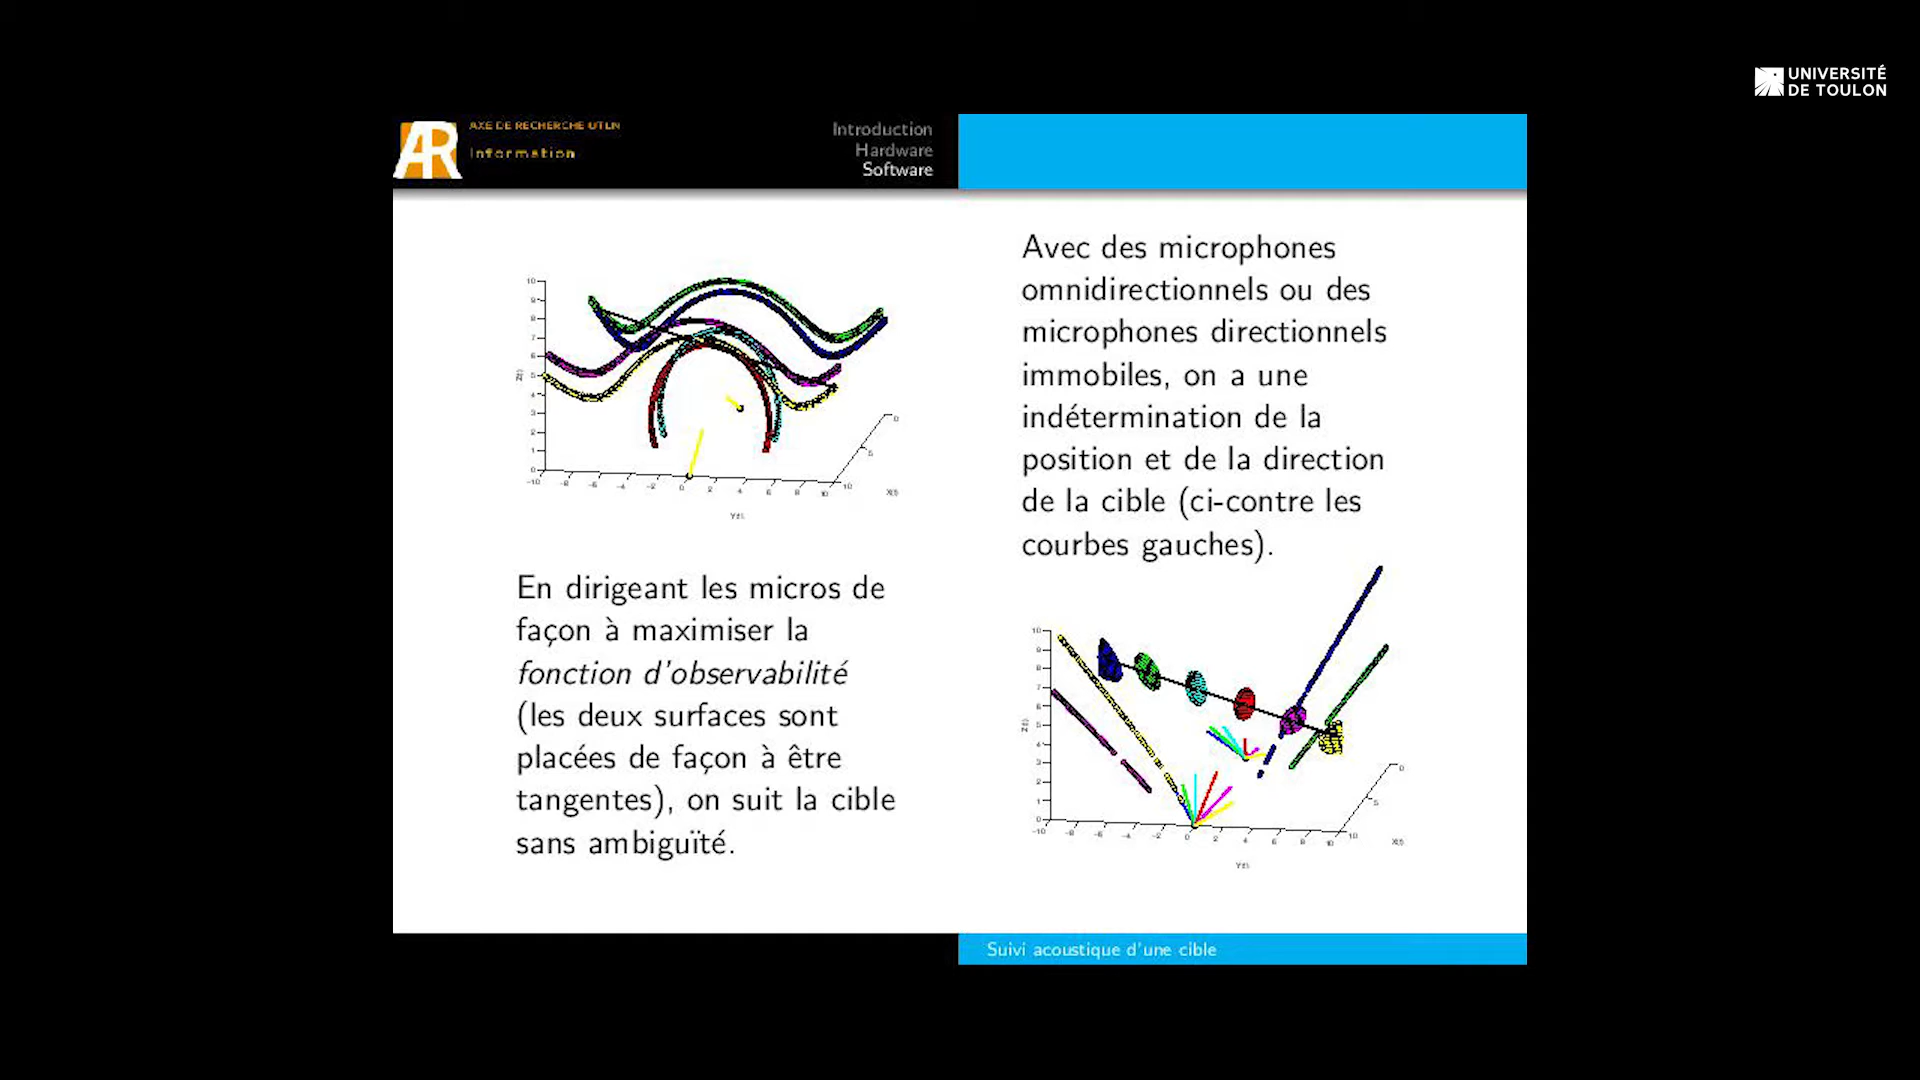 UNIVERSITÉ
DE TOULON
AXE DE RECHERCHE UTLN
Information
Introduction
Hardware
Software
Avec des microphones
omnidirectionnels ou des
microphones directionnels
immobiles, on a une
indétermination de la
position et de la direction
de la cible (ci-contre les
courbes gauches).
En dirigeant les micros de
façon à maximiser la
fonction d'observabilité
(les deux surfaces sont
placées de façon à être
tangentes), on suit la cible
sans ambiguïté.
Suivi acoustique d'une cible